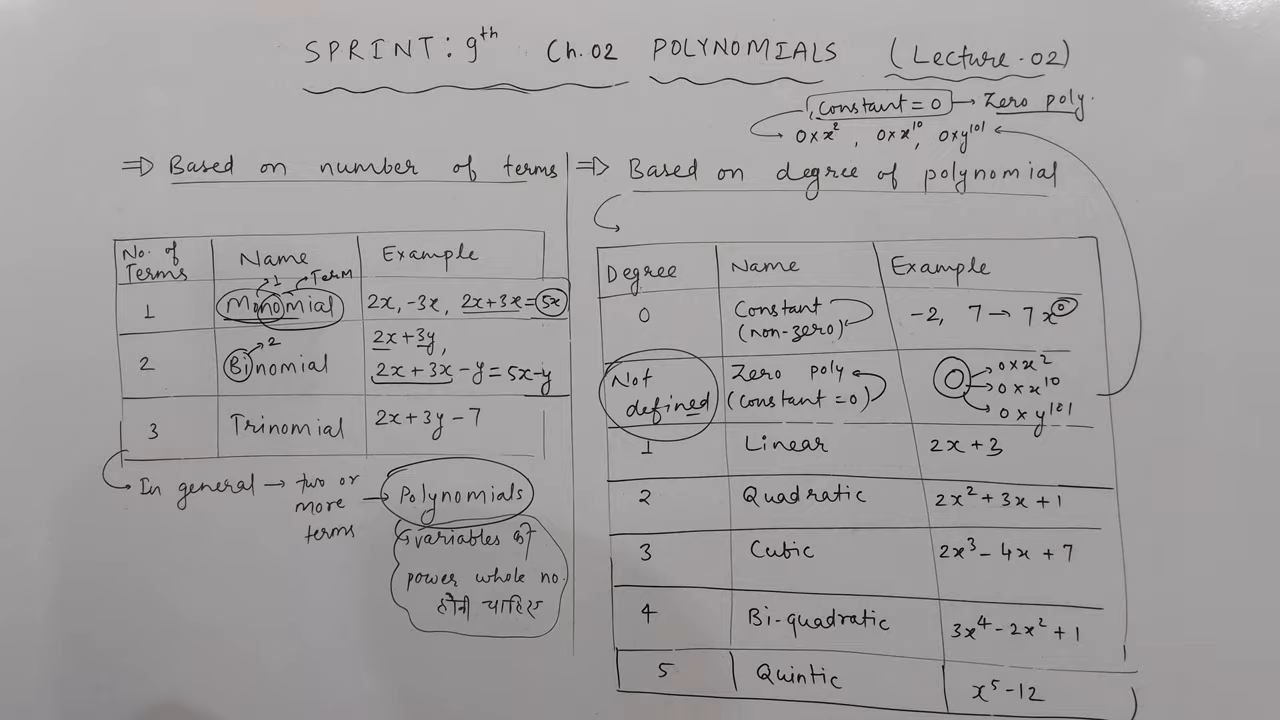 SPRINT: 9th Ch.02 POLYNOMIALS (Lecture.02)
Constant = 0 → Zero poly.
0×x², 0×x¹⁰, 0×y¹⁰¹
⇒ Based on number of terms
No. of Terms Name Example
1 Term
1 Monomial 2x, -3x, 2x+3x = 5x
2
2 Binomial 2x+3y,
2x+3x-y = 5x-y
3 Trinomial 2x+3y-7
In general → two or more terms → Polynomials
variables की
power whole no.
होनी चाहिए
⇒ Based on degree of polynomial
Degree Name Example
0 Constant (non-zero) -2, 7 → 7x⁰
Not defined Zero poly (constant = 0) 0 → 0×x²
→ 0×x¹⁰
→ 0×y¹⁰¹
1 Linear 2x+3
2 Quadratic 2x²+3x+1
3 Cubic 2x³-4x+7
4 Bi-quadratic 3x⁴-2x²+1
5 Quintic x⁵-12